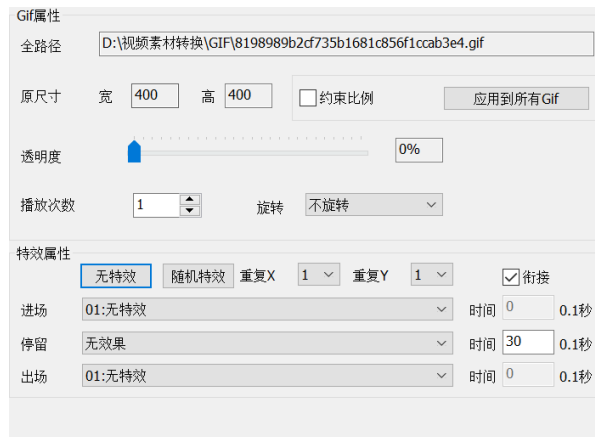 Gif属性
全路径 D:\视频素材转换\GIF\8198989b2cf735b1681c856f1ccab3e4.gif
原尺寸 宽 400 高 400 约束比例 应用到所有Gif
透明度 0%
播放次数 1 旋转 不旋转
特效属性
无特效 随机特效 重复X 1 重复Y 1 衔接
进场 01:无特效 时间 0 0.1秒
停留 无效果 时间 30 0.1秒
出场 01:无特效 时间 0 0.1秒